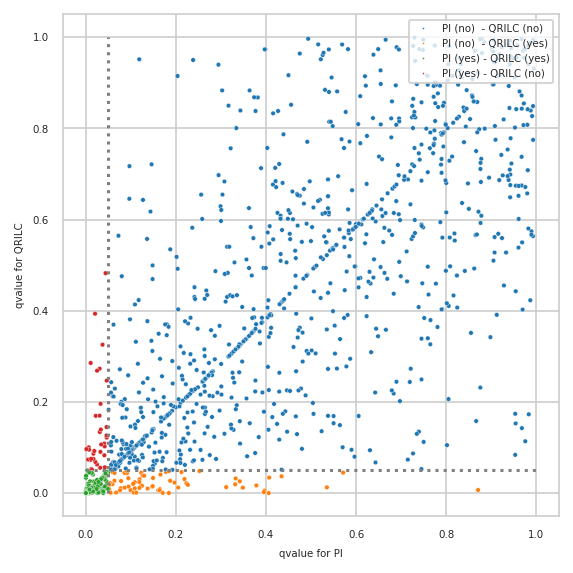 PI (no)  - QRILC (no)
PI (no)  - QRILC (yes)
PI (yes) - QRILC (yes)
PI (yes) - QRILC (no)
1.0
0.8
0.6
0.4
0.2
0.0
qvalue for QRILC
0.0 0.2 0.4 0.6 0.8 1.0
qvalue for PI